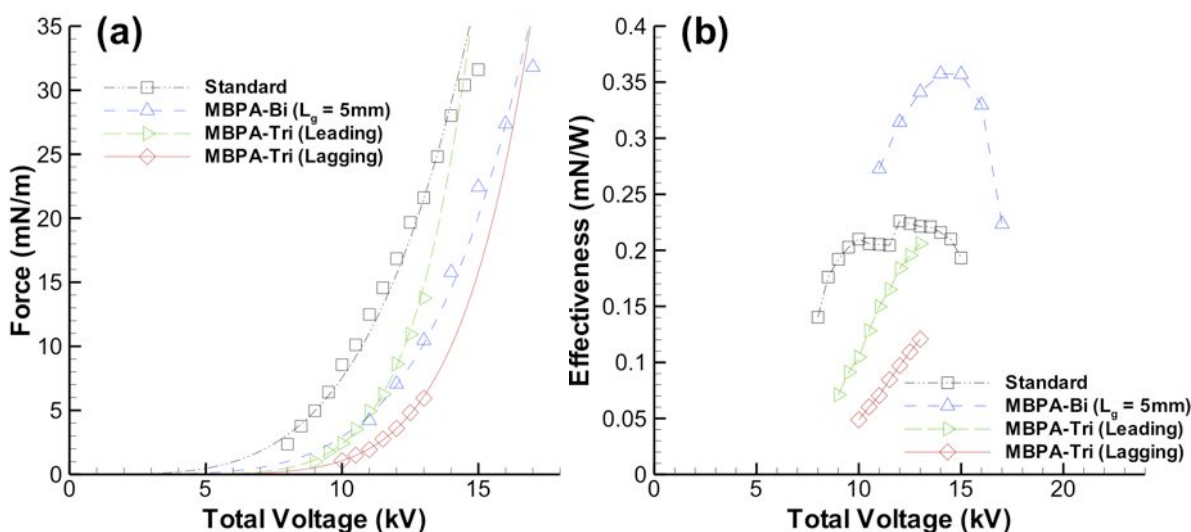 (a)
Force (mN/m)
35
30
25
20
15
10
5
0
0 5 10 15
Total Voltage (kV)
Standard
MBPA-Bi (Lg = 5mm)
MBPA-Tri (Leading)
MBPA-Tri (Lagging)
(b)
Effectiveness (mN/W)
0.4
0.35
0.3
0.25
0.2
0.15
0.1
0.05
0
0 5 10 15 20
Total Voltage (kV)
Standard
MBPA-Bi (Lg = 5mm)
MBPA-Tri (Leading)
MBPA-Tri (Lagging)